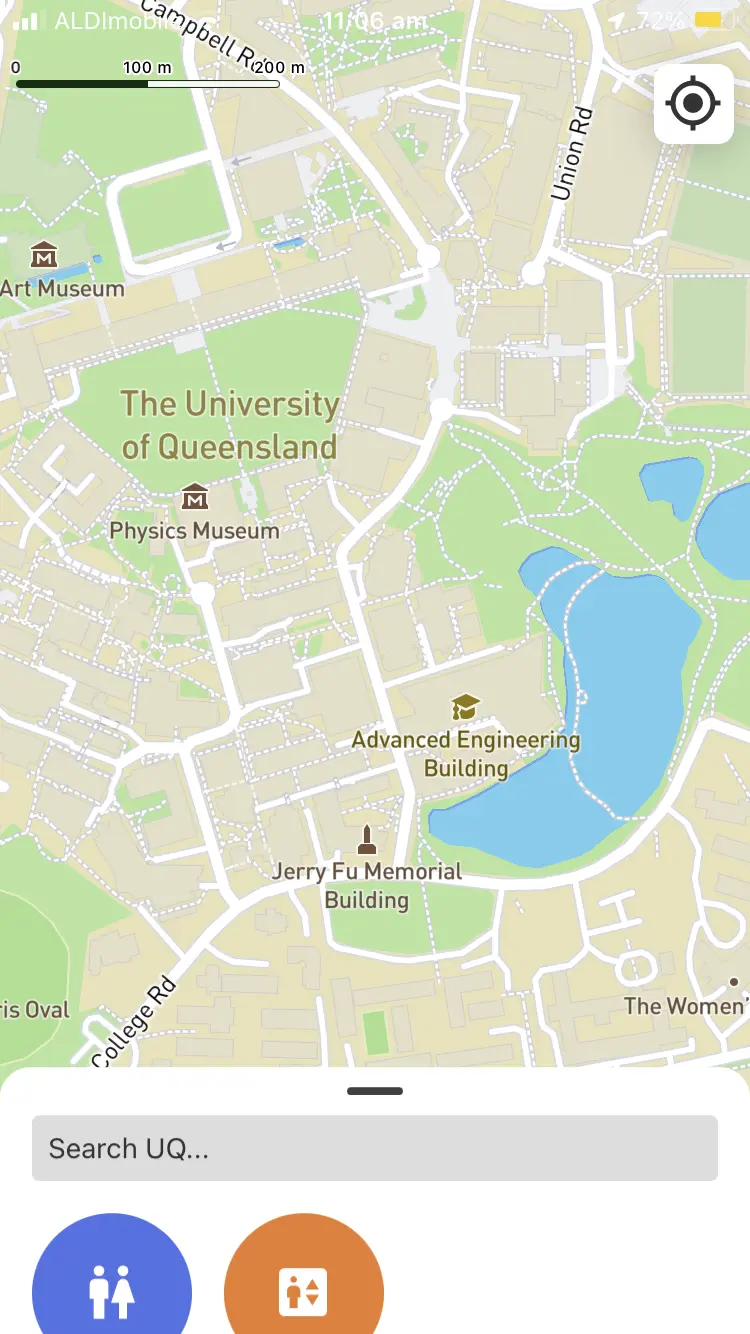 ALDImobile
11:06 am
72%
Campbell Rd
0
100 m
200 m
Union Rd
Art Museum
The University
of Queensland
Physics Museum
Advanced Engineering
Building
Jerry Fu Memorial
Building
ris Oval
The Women'
College Rd
Search UQ...